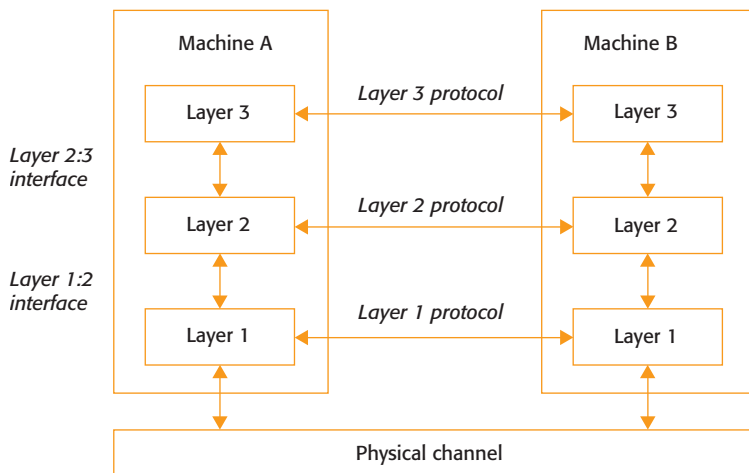 Machine A
Machine B
Layer 3
Layer 3 protocol
Layer 3
Layer 2:3
interface
Layer 2
Layer 2 protocol
Layer 2
Layer 1:2
interface
Layer 1
Layer 1 protocol
Layer 1
Physical channel